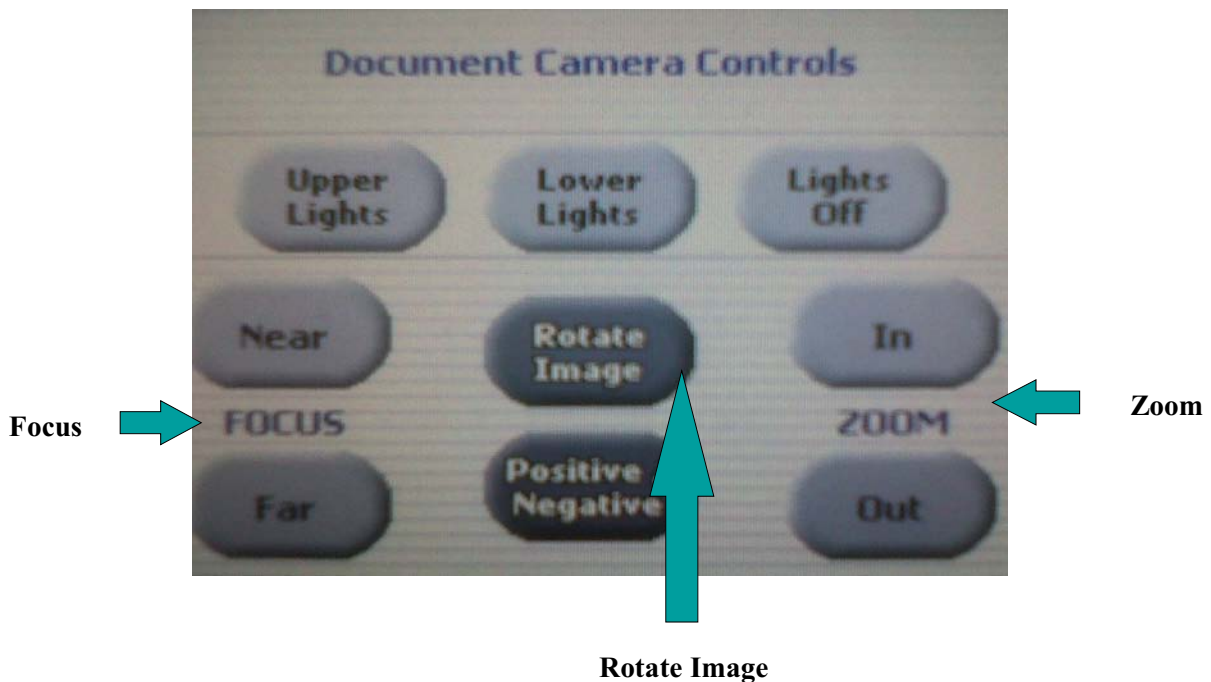 Document Camera Controls
Upper
Lights
Lower
Lights
Lights
Off
Near
Rotate
Image
In
Focus
FOCUS
ZOOM
Zoom
Far
Positive
Negative
Out
Rotate Image